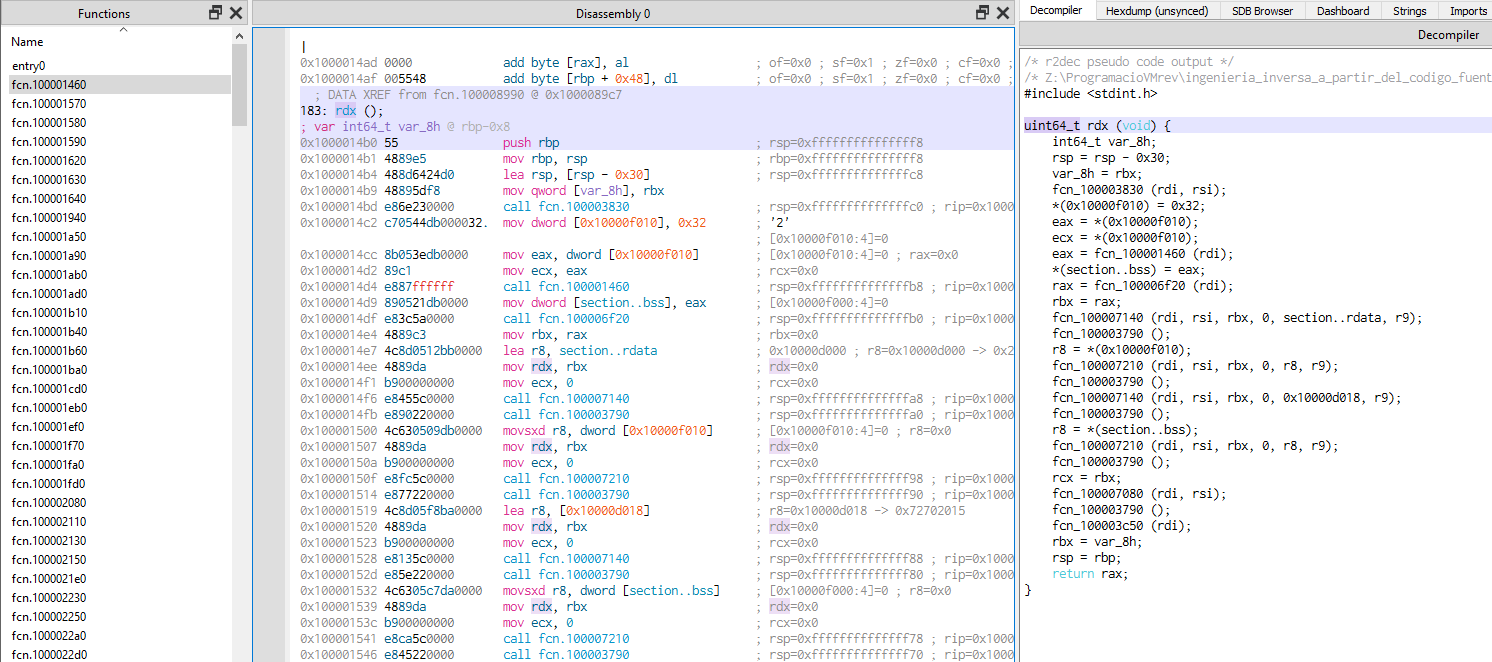 Functions
Name
entry0
fcn.100001460
fcn.100001570
fcn.100001580
fcn.100001590
fcn.100001620
fcn.100001630
fcn.100001640
fcn.100001940
fcn.100001a50
fcn.100001a90
fcn.100001ab0
fcn.100001ad0
fcn.100001b10
fcn.100001b40
fcn.100001b60
fcn.100001ba0
fcn.100001cd0
fcn.100001eb0
fcn.100001ef0
fcn.100001f70
fcn.100001fa0
fcn.100001fd0
fcn.100002080
fcn.100002110
fcn.100002130
fcn.100002150
fcn.1000021e0
fcn.100002230
fcn.100002250
fcn.1000022a0
fcn.1000022d0
Disassembly 0
0x1000014ad 0000 add byte [rax], al ; of=0x0 ; sf=0x1 ; zf=0x0 ; cf=0x0 ;
0x1000014af 005548 add byte [rbp + 0x48], dl ; of=0x0 ; sf=0x1 ; zf=0x0 ; cf=0x0 ;
; DATA XREF from fcn.100008990 @ 0x1000089c7
183: rdx ();
; var int64_t var_8h @ rbp-0x8
0x1000014b0 55 push rbp ; rsp=0xfffffffffffffff8
0x1000014b1 4889e5 mov rbp, rsp ; rbp=0xfffffffffffffff8
0x1000014b4 488d6424d0 lea rsp, [rsp - 0x30] ; rsp=0xffffffffffffffc8
0x1000014b9 48895df8 mov qword [var_8h], rbx
0x1000014bd e86e230000 call fcn.100003830 ; rsp=0xffffffffffffffc0 ; rip=0x1000
0x1000014c2 c70544db000032. mov dword [0x10000f010], 0x32 ; '2'
; [0x10000f010:4]=0
0x1000014cc 8b053edb0000 mov eax, dword [0x10000f010] ; [0x10000f010:4]=0 ; rax=0x0
0x1000014d2 89c1 mov ecx, eax ; rcx=0x0
0x1000014d4 e887ffffff call fcn.100001460 ; rsp=0xffffffffffffffb8 ; rip=0x1000
0x1000014d9 890521db0000 mov dword [section..bss], eax ; [0x10000f000:4]=0
0x1000014df e83c5a0000 call fcn.100006f20 ; rsp=0xffffffffffffffb0 ; rip=0x1000
0x1000014e4 4889c3 mov rbx, rax ; rbx=0x0
0x1000014e7 4c8d0512bb0000 lea r8, section..rdata ; 0x10000d000 ; r8=0x10000d000 -> 0x2
0x1000014ee 4889da mov rdx, rbx ; rdx=0x0
0x1000014f1 b900000000 mov ecx, 0 ; rcx=0x0
0x1000014f6 e8455c0000 call fcn.100007140 ; rsp=0xffffffffffffffa8 ; rip=0x1000
0x1000014fb e890220000 call fcn.100003790 ; rsp=0xffffffffffffffa0 ; rip=0x1000
0x100001500 4c630509db0000 movsxd r8, dword [0x10000f010] ; [0x10000f010:4]=0 ; r8=0x0
0x100001507 4889da mov rdx, rbx ; rdx=0x0
0x10000150a b900000000 mov ecx, 0 ; rcx=0x0
0x10000150f e8fc5c0000 call fcn.100007210 ; rsp=0xffffffffffffff98 ; rip=0x1000
0x100001514 e877220000 call fcn.100003790 ; rsp=0xffffffffffffff90 ; rip=0x1000
0x100001519 4c8d05f8ba0000 lea r8, [0x10000d018] ; r8=0x10000d018 -> 0x72702015
0x100001520 4889da mov rdx, rbx ; rdx=0x0
0x100001523 b900000000 mov ecx, 0 ; rcx=0x0
0x100001528 e8135c0000 call fcn.100007140 ; rsp=0xffffffffffffff88 ; rip=0x1000
0x10000152d e85e220000 call fcn.100003790 ; rsp=0xffffffffffffff80 ; rip=0x1000
0x100001532 4c6305c7da0000 movsxd r8, dword [section..bss] ; [0x10000f000:4]=0 ; r8=0x0
0x100001539 4889da mov rdx, rbx ; rdx=0x0
0x10000153c b900000000 mov ecx, 0 ; rcx=0x0
0x100001541 e8ca5c0000 call fcn.100007210 ; rsp=0xffffffffffffff78 ; rip=0x1000
0x100001546 e845220000 call fcn.100003790 ; rsp=0xffffffffffffff70 ; rip=0x1000
Decompiler Hexdump (unsynced) SDB Browser Dashboard Strings Imports
Decompiler
/* r2dec pseudo code output */
/* Z:\ProgramacioVMrev\ingenieria_inversa_a_partir_del_codigo_fuent
#include <stdint.h>
uint64_t rdx (void) {
int64_t var_8h;
rsp = rsp - 0x30;
var_8h = rbx;
fcn_100003830 (rdi, rsi);
*(0x10000f010) = 0x32;
eax = *(0x10000f010);
ecx = *(0x10000f010);
eax = fcn_100001460 (rdi);
*(section..bss) = eax;
rax = fcn_100006f20 (rdi);
rbx = rax;
fcn_100007140 (rdi, rsi, rbx, 0, section..rdata, r9);
fcn_100003790 ();
r8 = *(0x10000f010);
fcn_100007210 (rdi, rsi, rbx, 0, r8, r9);
fcn_100003790 ();
fcn_100007140 (rdi, rsi, rbx, 0, 0x10000d018, r9);
fcn_100003790 ();
r8 = *(section..bss);
fcn_100007210 (rdi, rsi, rbx, 0, r8, r9);
fcn_100003790 ();
rcx = rbx;
fcn_100007080 (rdi, rsi);
fcn_100003790 ();
fcn_100003c50 (rdi);
rbx = var_8h;
rsp = rbp;
return rax;
}